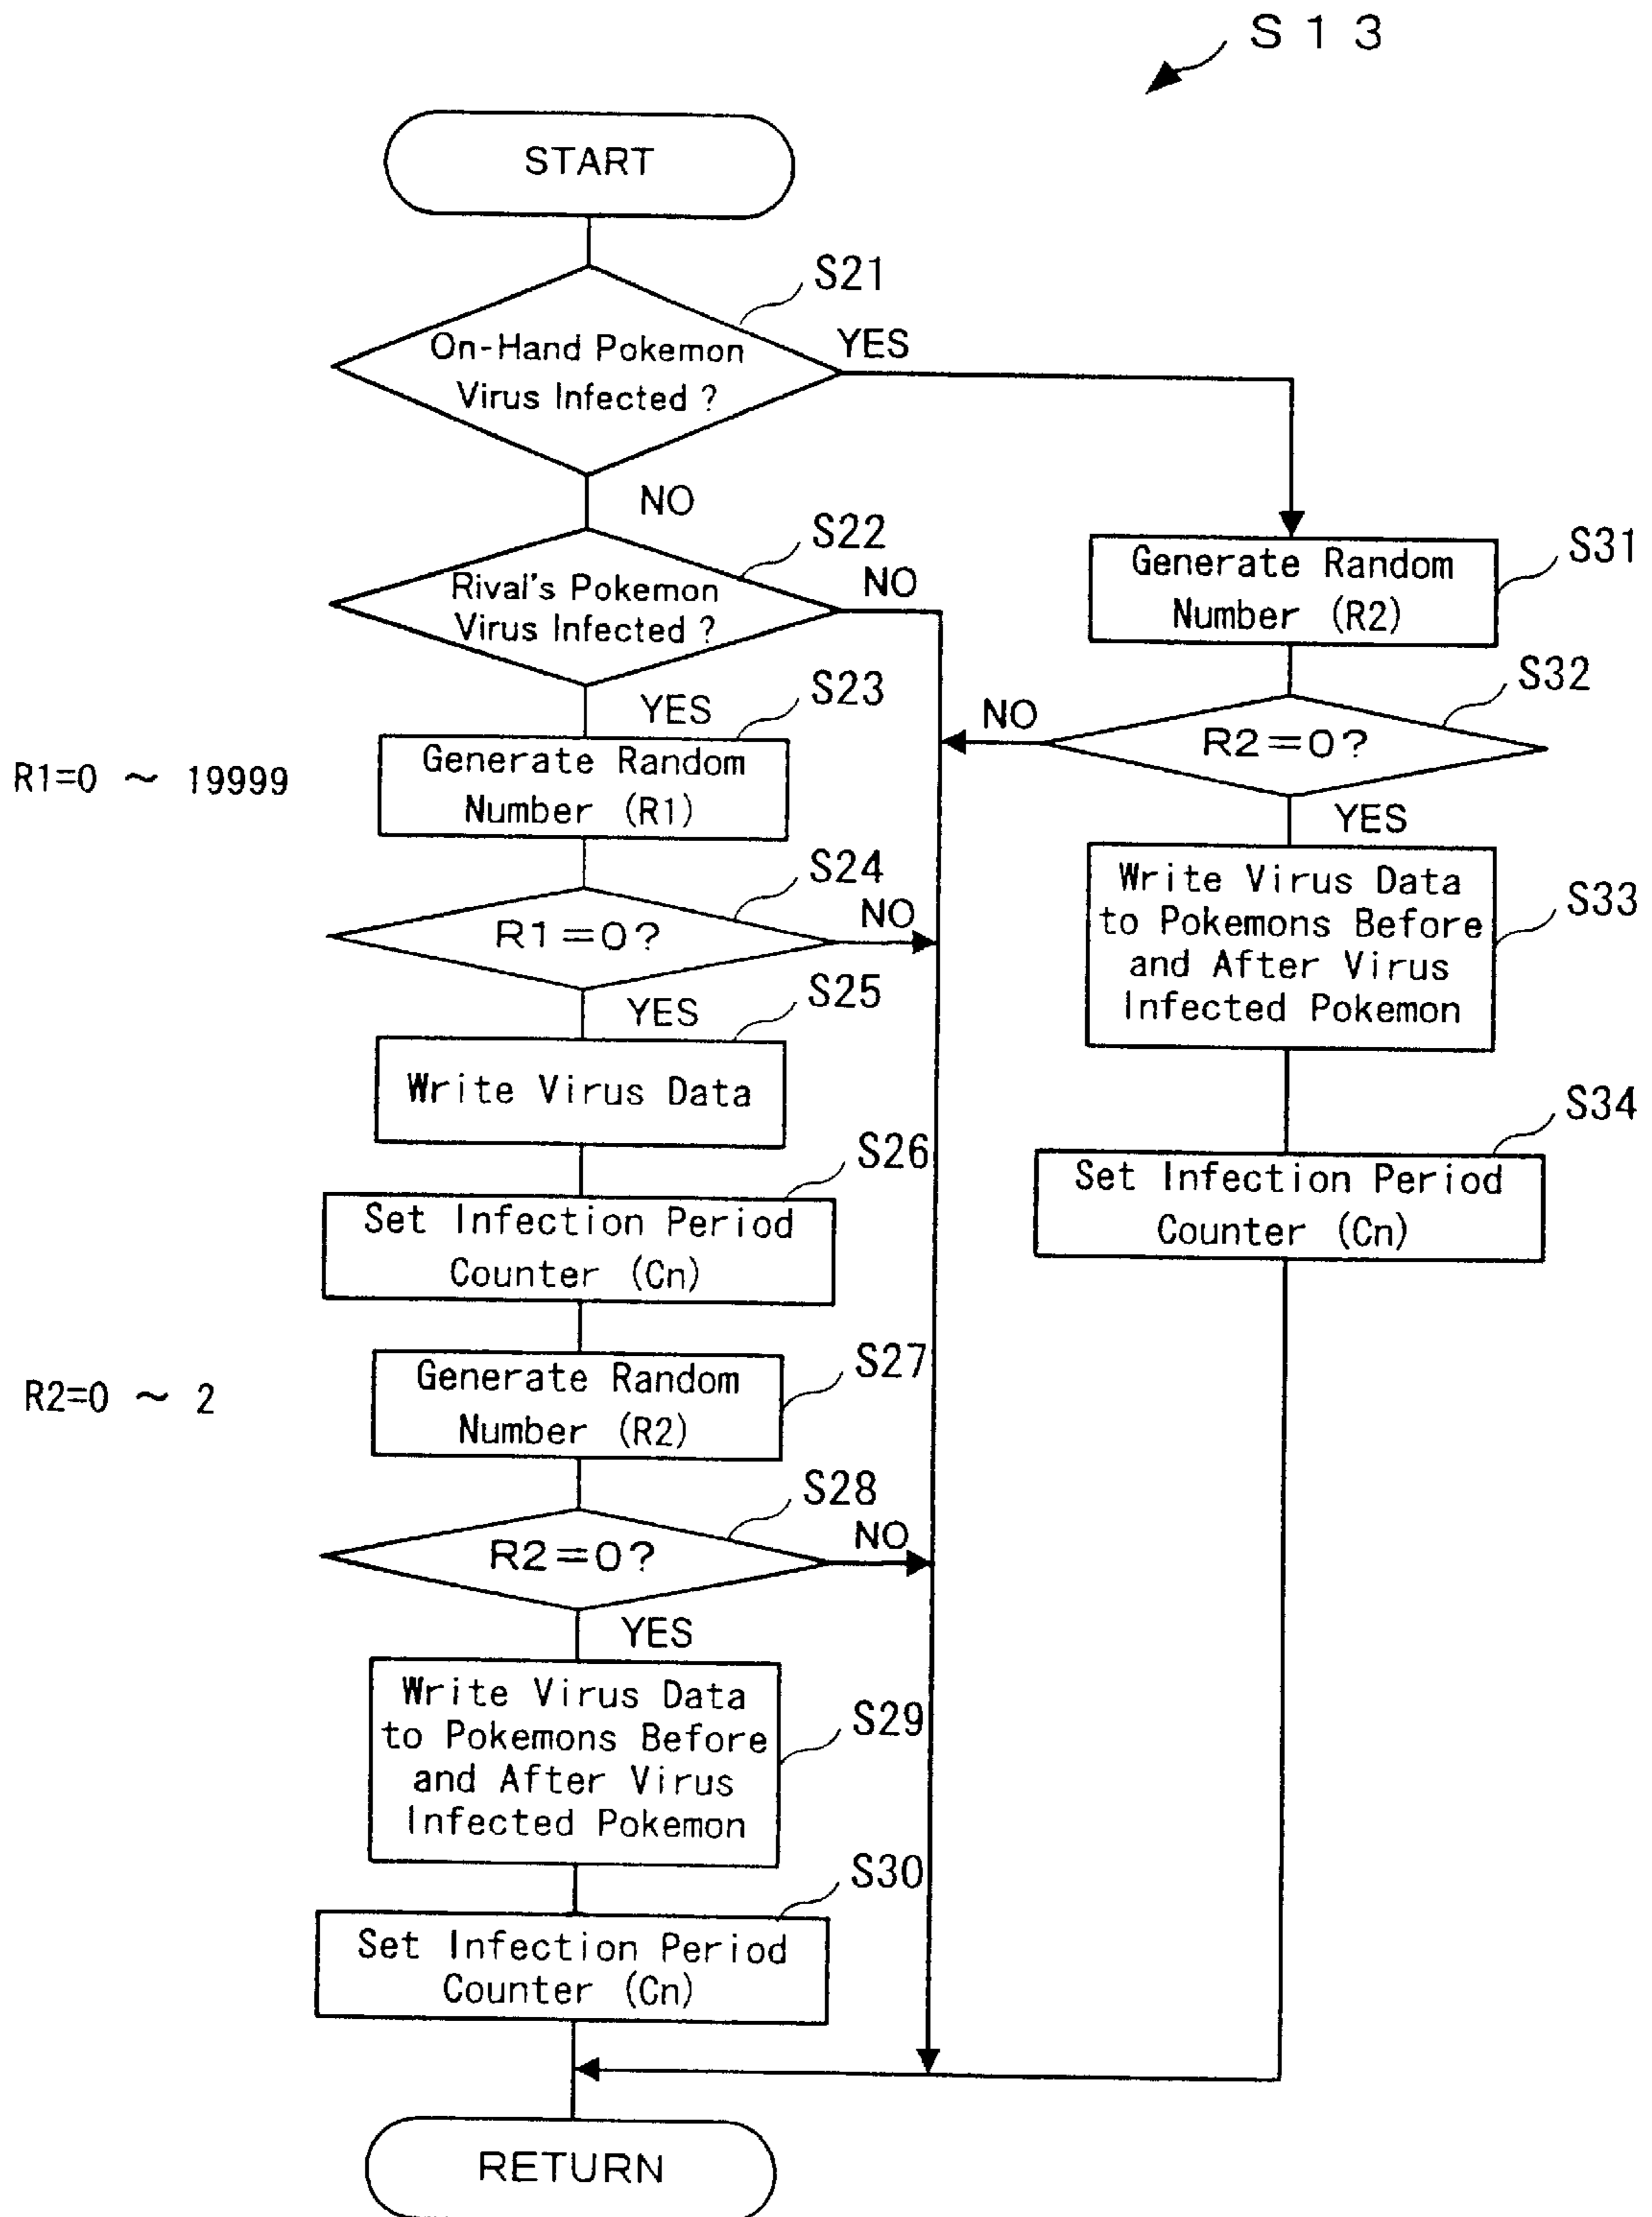 S13
START
S21
On-Hand Pokemon
Virus Infected ?
YES
NO
S22
Rival's Pokemon
Virus Infected ?
NO
S31
Generate Random
Number (R2)
YES
S23
S32
NO
R2=0?
R1=0 ~ 19999
Generate Random
Number (R1)
YES
S24
R1=0?
NO
S33
Write Virus Data
to Pokemons Before
and After Virus
Infected Pokemon
YES
S25
Write Virus Data
S34
Set Infection Period
Counter (Cn)
S26
Set Infection Period
Counter (Cn)
R2=0 ~ 2
S27
Generate Random
Number (R2)
S28
R2=0?
NO
YES
S29
Write Virus Data
to Pokemons Before
and After Virus
Infected Pokemon
S30
Set Infection Period
Counter (Cn)
RETURN